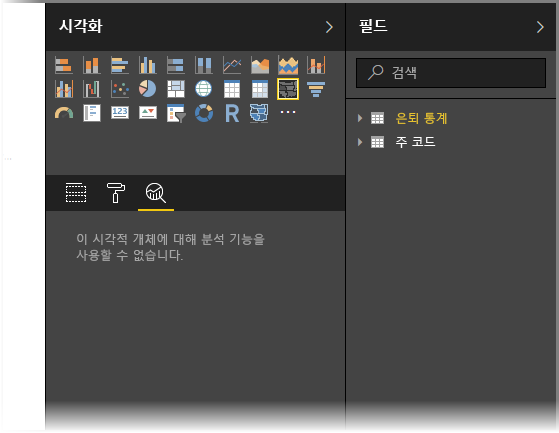 시각화
필드
검색
은퇴 통계
주 코드
123
R
이 시각적 개체에 대해 분석 기능을
사용할 수 없습니다.